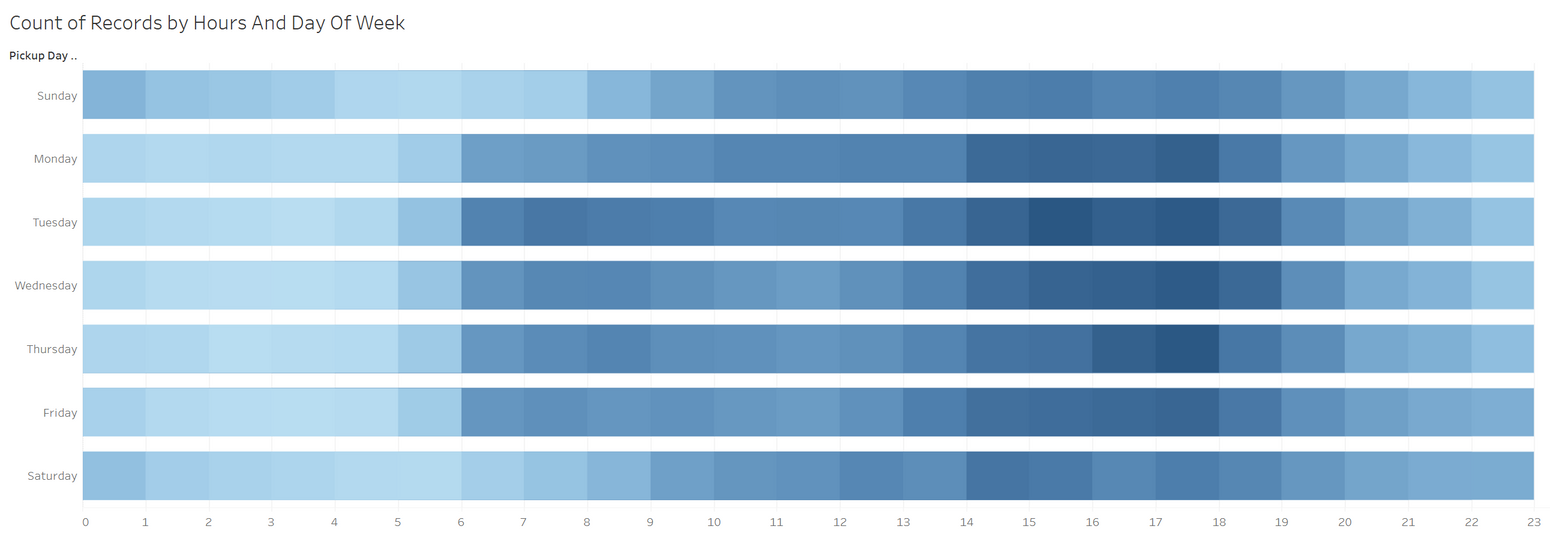 Count of Records by Hours And Day Of Week
Pickup Day ..
Sunday
Monday
Tuesday
Wednesday
Thursday
Friday
Saturday
0 1 2 3 4 5 6 7 8 9 10 11 12 13 14 15 16 17 18 19 20 21 22 23